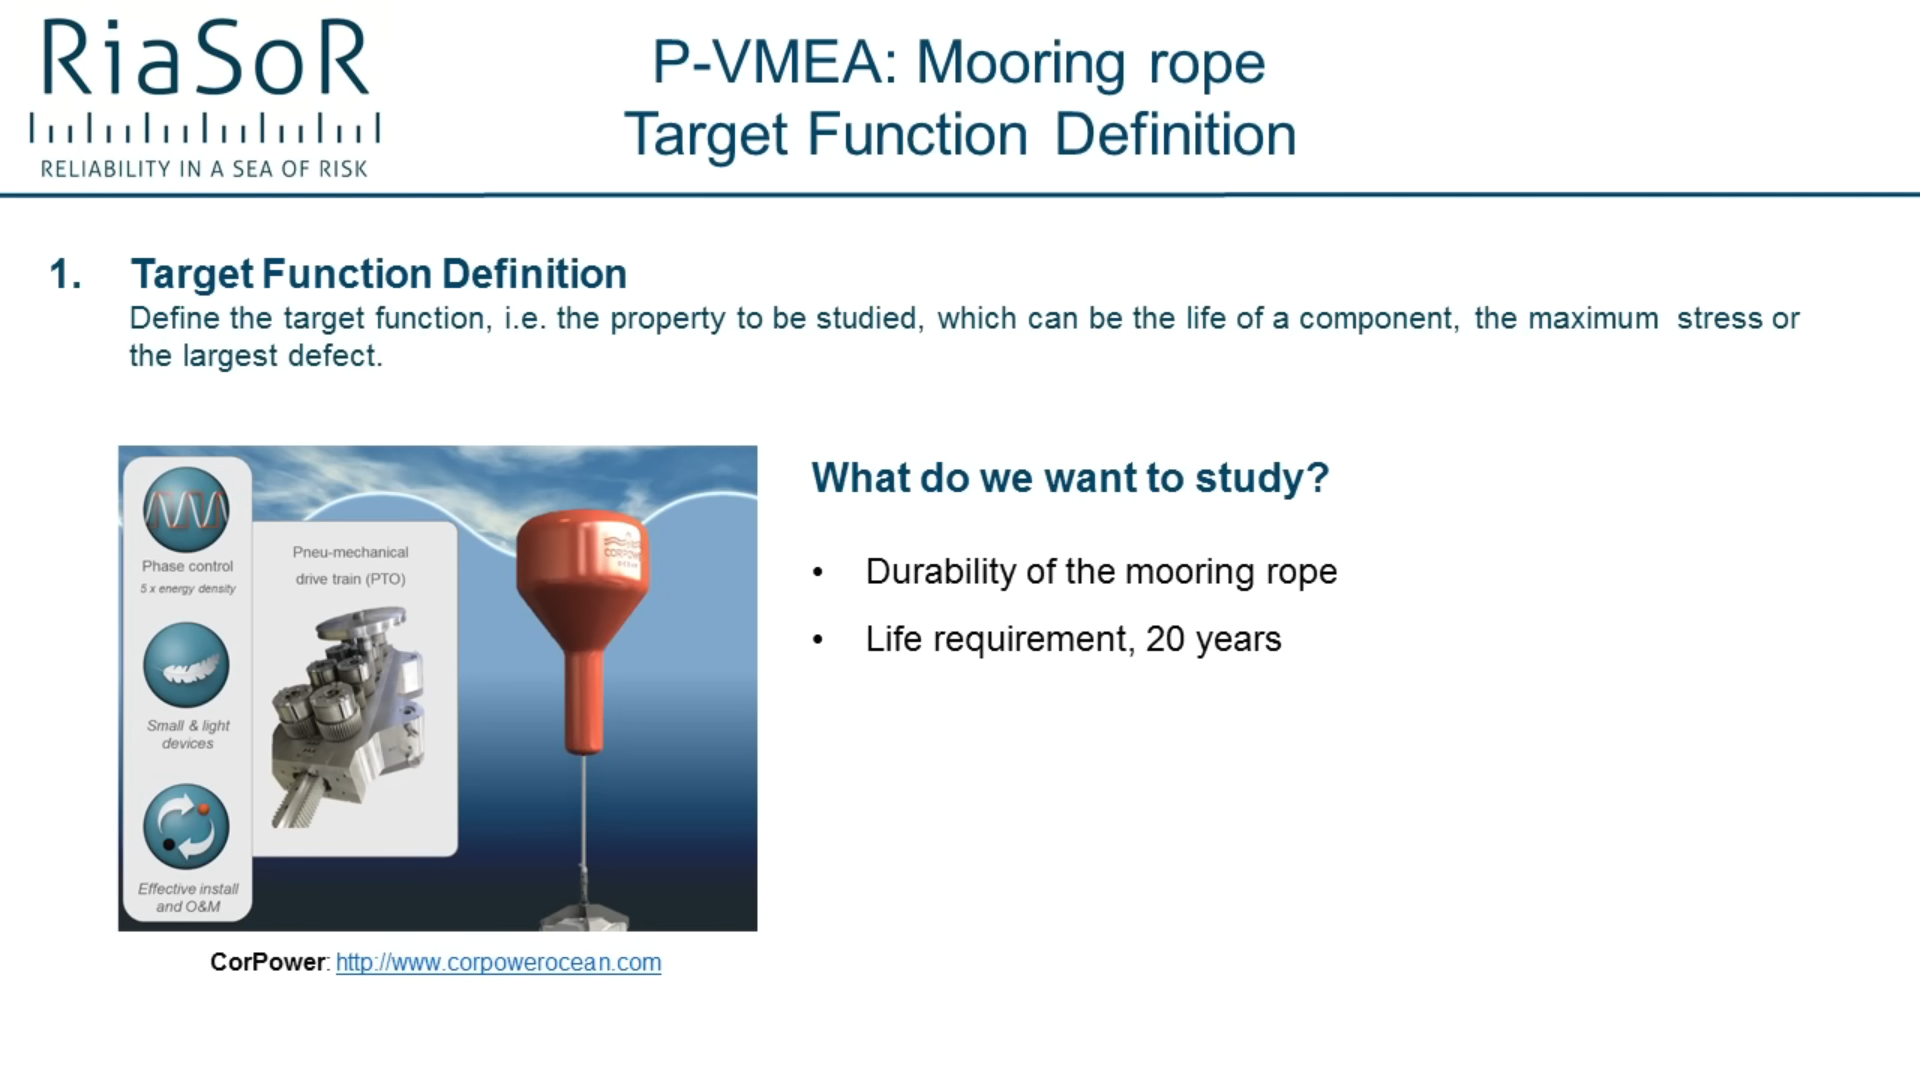 RiaSoR
RELIABILITY IN A SEA OF RISK
P-VMEA: Mooring rope
Target Function Definition
1. Target Function Definition
Define the target function, i.e. the property to be studied, which can be the life of a component, the maximum stress or
the largest defect.
Phase control
5 x energy density
Small & light
devices
Effective install
and O&M
Pneu-mechanical
drive train (PTO)
CORPOWER
OCEAN
CorPower: http://www.corpowerocean.com
What do we want to study?
• Durability of the mooring rope
• Life requirement, 20 years